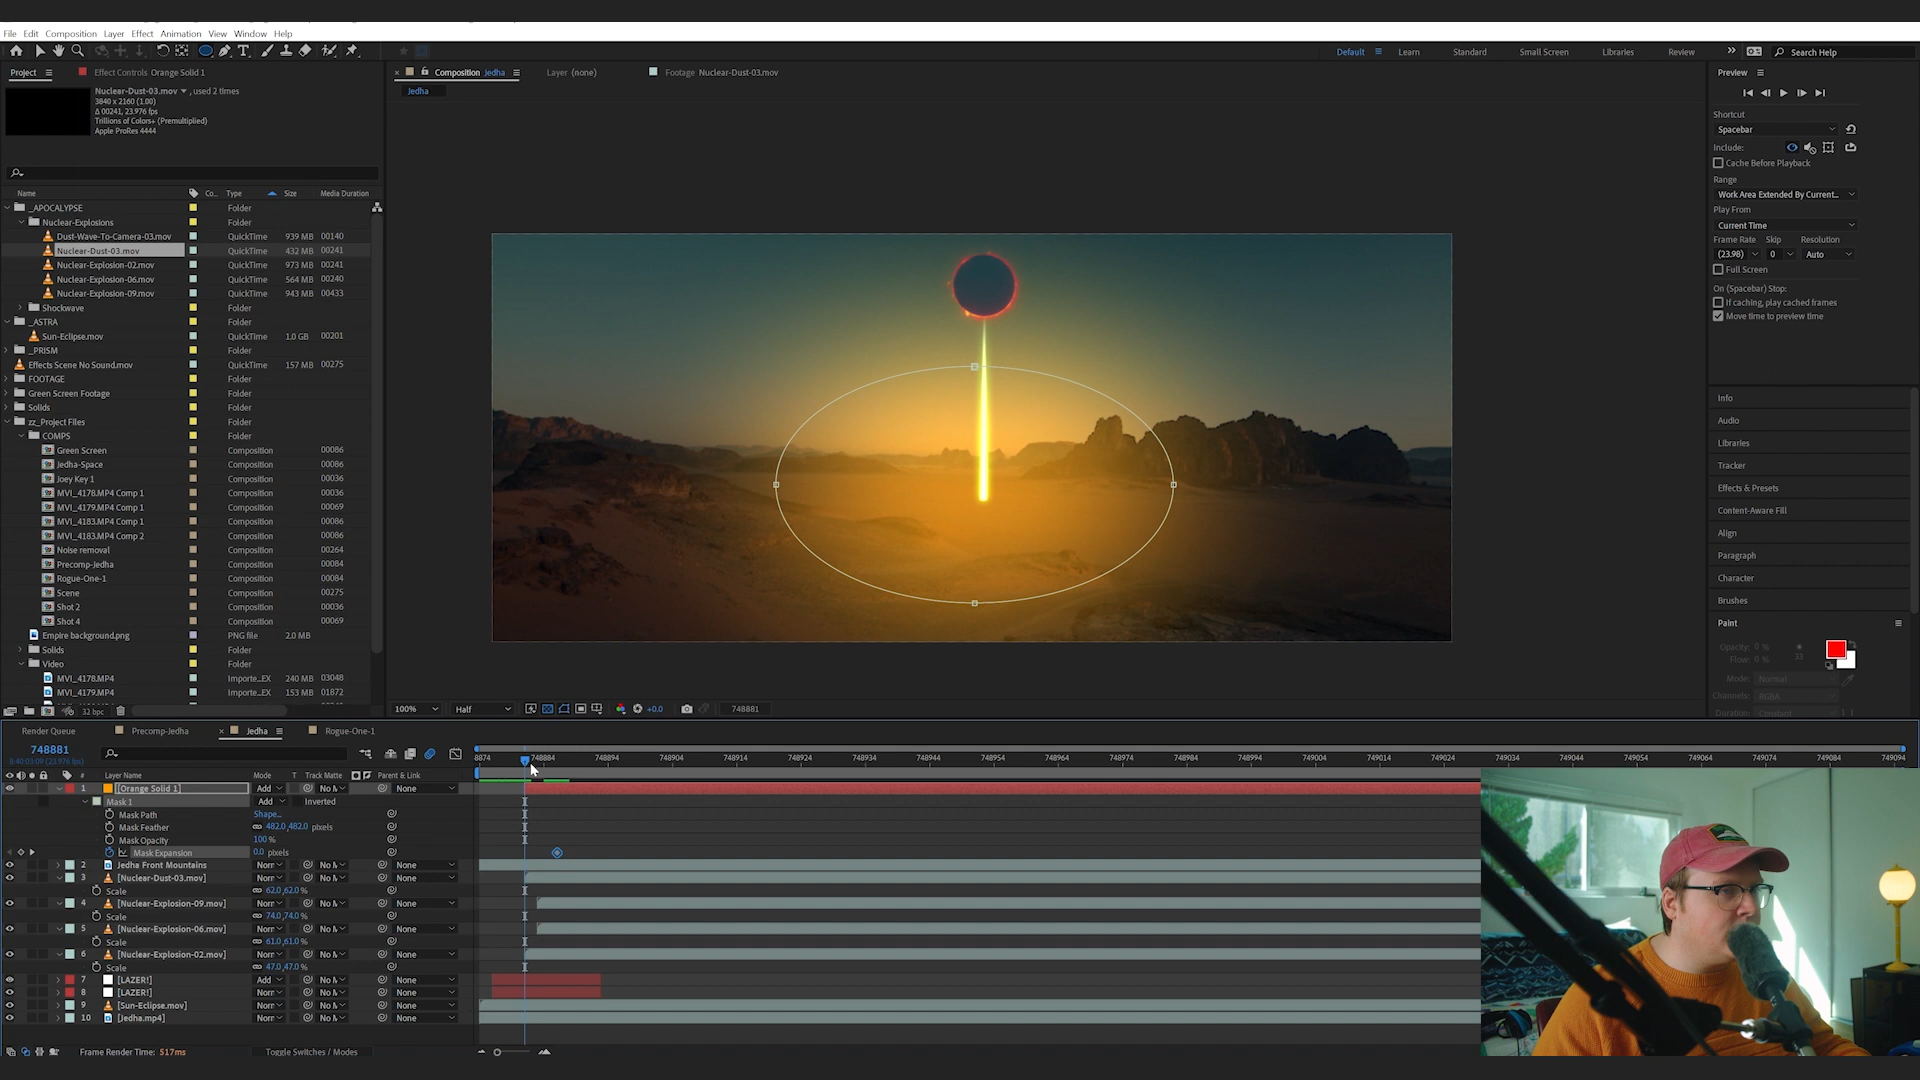 File Edit Composition Layer Effect Animation View Window Help
Default Learn Standard Small Screen Libraries Review Search Help
Project Effect Controls Orange Solid 1
Composition Jedha Layer (none) Footage Nuclear-Dust-03.mov
Jedha
Nuclear-Dust-03.mov , used 2 times
3840 x 2160 (1.00)
Δ 00241, 23.976 fps
Trillions of Colors+ (Premultiplied)
Apple ProRes 4444
Name Co... Type Size Media Duration
_APOCALYPSE Folder
Nuclear-Explosions Folder
Dust-Wave-To-Camera-03.mov QuickTime 939 MB 00140
Nuclear-Dust-03.mov QuickTime 432 MB 00241
Nuclear-Explosion-02.mov QuickTime 973 MB 00241
Nuclear-Explosion-06.mov QuickTime 564 MB 00240
Nuclear-Explosion-09.mov QuickTime 943 MB 00433
Shockwave Folder
_ASTRA Folder
Sun-Eclipse.mov QuickTime 1.0 GB 00201
_PRISM Folder
Effects Scene No Sound.mov QuickTime 157 MB 00275
FOOTAGE Folder
Green Screen Footage Folder
Solids Folder
zz_Project Files Folder
COMPS Folder
Green Screen Composition 00086
Jedha-Space Composition 00086
Joey Key 1 Composition 00036
MVI_4178.MP4 Comp 1 Composition 00036
MVI_4179.MP4 Comp 1 Composition 00069
MVI_4183.MP4 Comp 1 Composition 00086
MVI_4183.MP4 Comp 2 Composition 00086
Noise removal Composition 00264
Precomp-Jedha Composition 00084
Rogue-One-1 Composition 00084
Scene Composition 00275
Shot 2 Composition 00036
Shot 4 Composition 00069
Empire background.png PNG file 2.0 MB
Solids Folder
Video Folder
MVI_4178.MP4 Importe...EX 240 MB 03048
MVI_4179.MP4 Importe...EX 153 MB 01872
32 bpc
100% Half +0.0 748881
Preview
Shortcut
Spacebar
Include:
Cache Before Playback
Range
Work Area Extended By Current...
Play From
Current Time
Frame Rate Skip Resolution
(23.98) 0 Auto
Full Screen
On (Spacebar) Stop:
If caching, play cached frames
Move time to preview time
Info
Audio
Libraries
Tracker
Effects & Presets
Content-Aware Fill
Align
Paragraph
Character
Brushes
Paint
Opacity: 0 %
Flow: 0 % 33
Mode: Normal
Channels: RGBA
Duration: Constant
Render Queue Precomp-Jedha Jedha Rogue-One-1
748881
8:40:03:09 (23.976 fps)
8874 748884 748894 748904 748914 748924 748934 748944 748954 748964 748974 748984 748994 749004 749014 749024 749034 749044 749054 749064 749074 749084 749094
# Layer Name Mode T Track Matte Parent & Link
1 [Orange Solid 1] Add No M None
Mask 1 Add Inverted
Mask Path Shape...
Mask Feather 482.0,482.0 pixels
Mask Opacity 100 %
Mask Expansion 0.0 pixels
2 Jedha Front Mountains Norr No M None
3 [Nuclear-Dust-03.mov] Norr No M None
Scale 62.0,62.0 %
4 [Nuclear-Explosion-09.mov] Norr No M None
Scale 74.0,74.0 %
5 [Nuclear-Explosion-06.mov] Norr No M None
Scale 61.0,61.0 %
6 [Nuclear-Explosion-02.mov] Norr No M None
Scale 47.0,47.0 %
7 [LAZER!] Add No M None
8 [LAZER!] Norr No M None
9 [Sun-Eclipse.mov] Norr No M None
10 [Jedha.mp4] Norr No M None
Frame Render Time: 517ms Toggle Switches / Modes